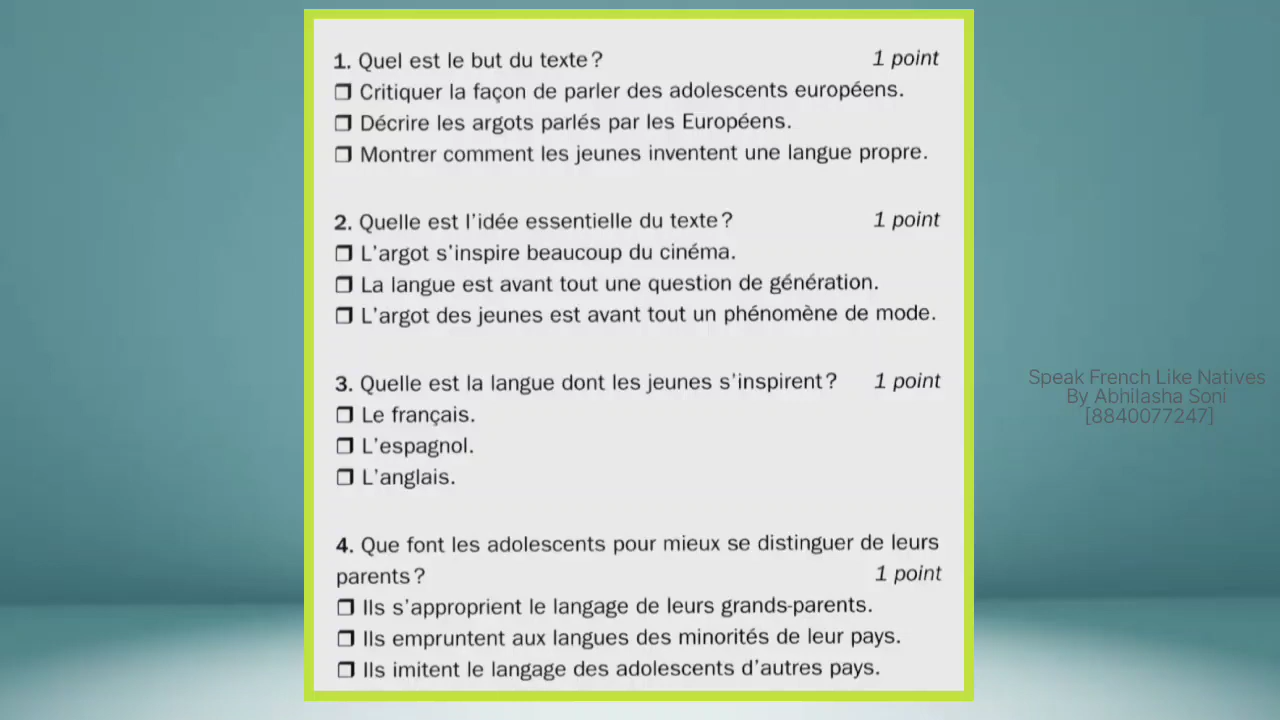 1. Quel est le but du texte ? 1 point
❒ Critiquer la façon de parler des adolescents européens.
❒ Décrire les argots parlés par les Européens.
❒ Montrer comment les jeunes inventent une langue propre.
2. Quelle est l'idée essentielle du texte ? 1 point
❒ L'argot s'inspire beaucoup du cinéma.
❒ La langue est avant tout une question de génération.
❒ L'argot des jeunes est avant tout un phénomène de mode.
3. Quelle est la langue dont les jeunes s'inspirent ? 1 point
❒ Le français.
❒ L'espagnol.
❒ L'anglais.
4. Que font les adolescents pour mieux se distinguer de leurs
parents ? 1 point
❒ Ils s'approprient le langage de leurs grands-parents.
❒ Ils empruntent aux langues des minorités de leur pays.
❒ Ils imitent le langage des adolescents d'autres pays.
Speak French Like Natives
By Abhilasha Soni
[8840077247]